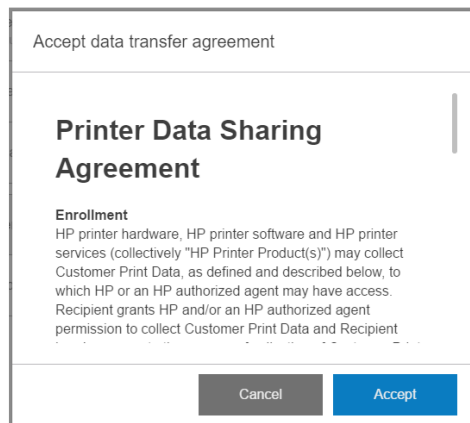 Accept data transfer agreement
Printer Data Sharing
Agreement
Enrollment
HP printer hardware, HP printer software and HP printer
services (collectively "HP Printer Product(s)") may collect
Customer Print Data, as defined and described below, to
which HP or an HP authorized agent may have access.
Recipient grants HP and/or an HP authorized agent
permission to collect Customer Print Data and Recipient
Cancel
Accept